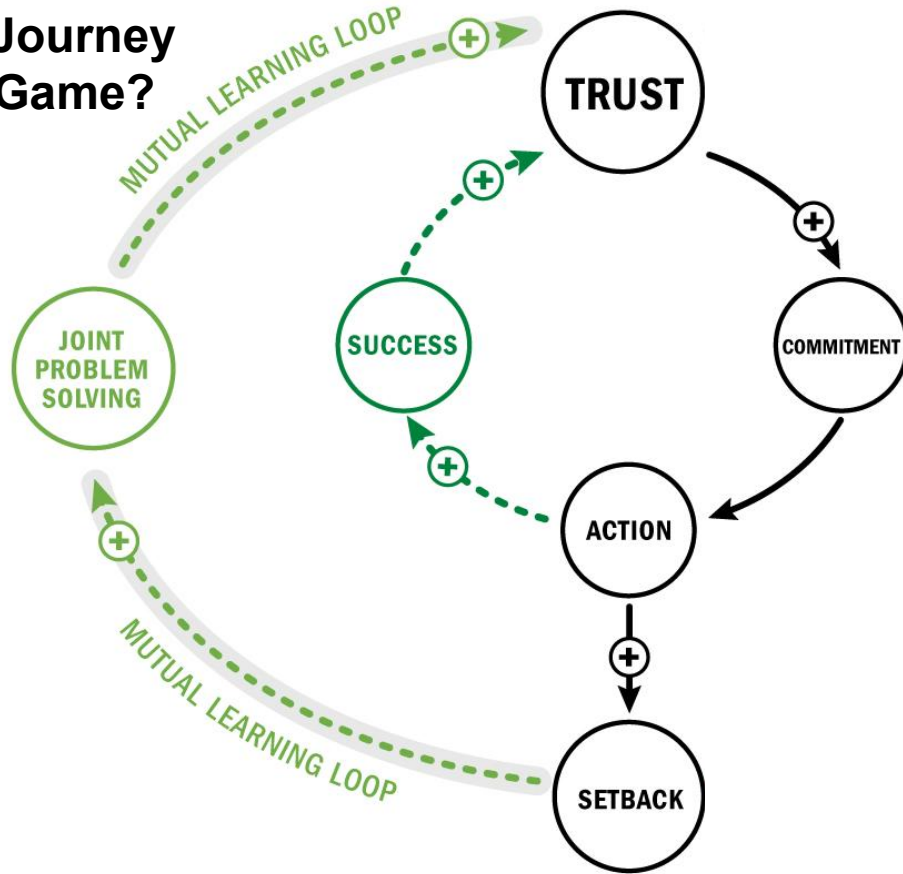 Journey
Game?
MUTUAL LEARNING LOOP
TRUST
JOINT
PROBLEM
SOLVING
SUCCESS
COMMITMENT
ACTION
MUTUAL LEARNING LOOP
SETBACK